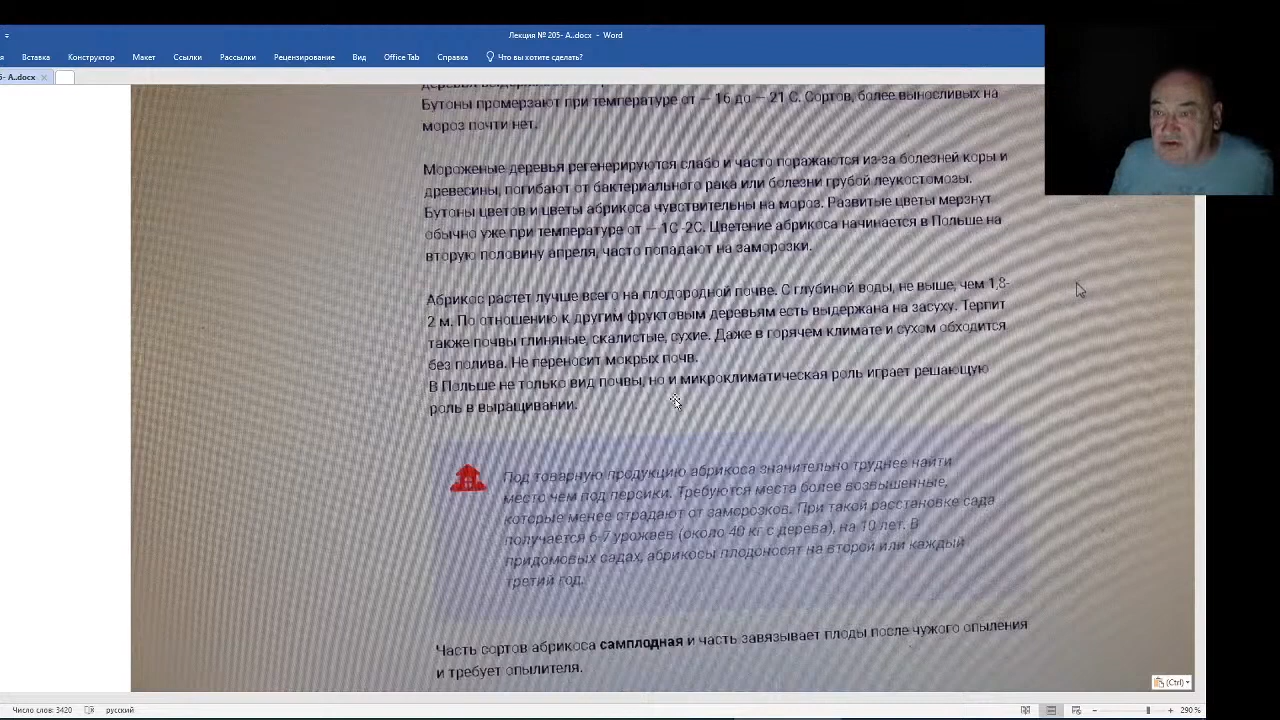 Лекция № 205- А..docx - Word
Вставка Конструктор Макет Ссылки Рассылки Рецензирование Вид Office Tab Справка Что вы хотите сделать?
5- А..docx
Бутоны промерзают при температуре от — 16 до — 21 С. Сортов, более выносливых на
мороз почти нет.
Мороженые деревья регенерируются слабо и часто поражаются из-за болезней коры и
древесины, погибают от бактериального рака или болезни грубой леукостомозы.
Бутоны цветов и цветы абрикоса чувствительны на мороз. Развитые цветы мерзнут
обычно уже при температуре от — 1С -2С. Цветение абрикоса начинается в Польше на
вторую половину апреля, часто попадают на заморозки.
Абрикос растет лучше всего на плодородной почве. С глубиной воды, не выше, чем 1,8-
2 м. По отношению к другим фруктовым деревьям есть выдержана на засуху. Терпит
также почвы глиняные, скалистые, сухие. Даже в горячем климате и сухом обходится
без полива. Не переносит мокрых почв.
В Польше не только вид почвы, но и микроклиматическая роль играет решающую
роль в выращивании.
Под товарную продукцию абрикоса значительно труднее найти
место чем под персики. Требуются места более возвышенные,
которые менее страдают от заморозков. При такой расстановке сада
получается 6-7 урожаев (около 40 кг с дерева), на 10 лет. В
придомовых садах, абрикосы плодоносят на второй или каждый
третий год.
Часть сортов абрикоса самплодная и часть завязывает плоды после чужого опыления
и требует опылителя.
(Ctrl)
Число слов: 3420 русский 290 %